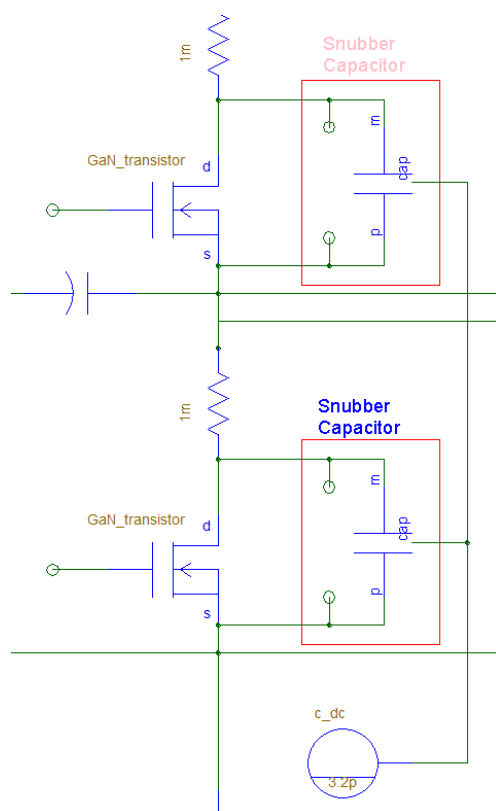 Snubber
Capacitor
1m
m
GaN_transistor
d
cap
p
s
1m
Snubber
Capacitor
m
GaN_transistor
d
cap
p
s
c_dc
3.2p